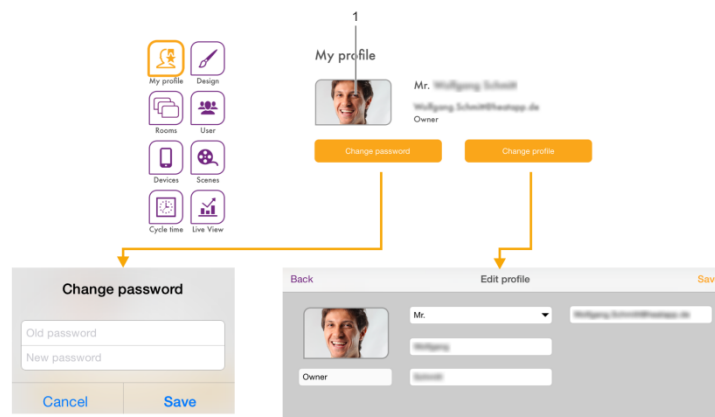 1
My profile
My profile
Design
Rooms
User
Devices
Scenes
Cycle time
Live View
Mr.
Owner
Change password
Change profile
Change password
Old password
New password
Cancel
Save
Back
Edit profile
Save
Mr.
Owner